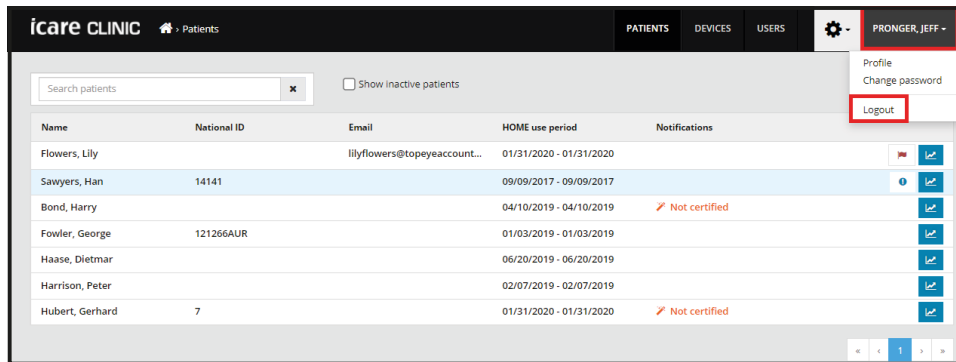 icare CLINIC > Patients PATIENTS DEVICES USERS PRONGER, JEFF
Profile
Change password
Logout
Search patients Show inactive patients
Name National ID Email HOME use period Notifications
Flowers, Lily lilyflowers@topeyeaccount... 01/31/2020 - 01/31/2020
Sawyers, Han 14141 09/09/2017 - 09/09/2017
Bond, Harry 04/10/2019 - 04/10/2019 Not certified
Fowler, George 121266AUR 01/03/2019 - 01/03/2019
Haase, Dietmar 06/20/2019 - 06/20/2019
Harrison, Peter 02/07/2019 - 02/07/2019
Hubert, Gerhard 7 01/31/2020 - 01/31/2020 Not certified
« ‹ 1 › »